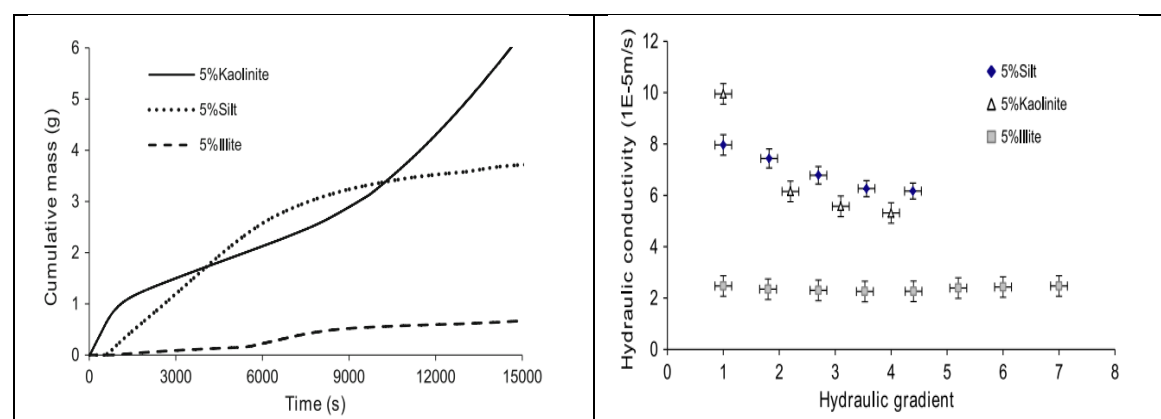 Cumulative mass (g)
6
5
4
3
2
1
0
5%Kaolinite
5%Silt
5%Illite
0 3000 6000 9000 12000 15000
Time (s)
Hydraulic conductivity (1E-5m/s)
12
10
8
6
4
2
0
5%Silt
5%Kaolinite
5%Illite
0 1 2 3 4 5 6 7 8
Hydraulic gradient